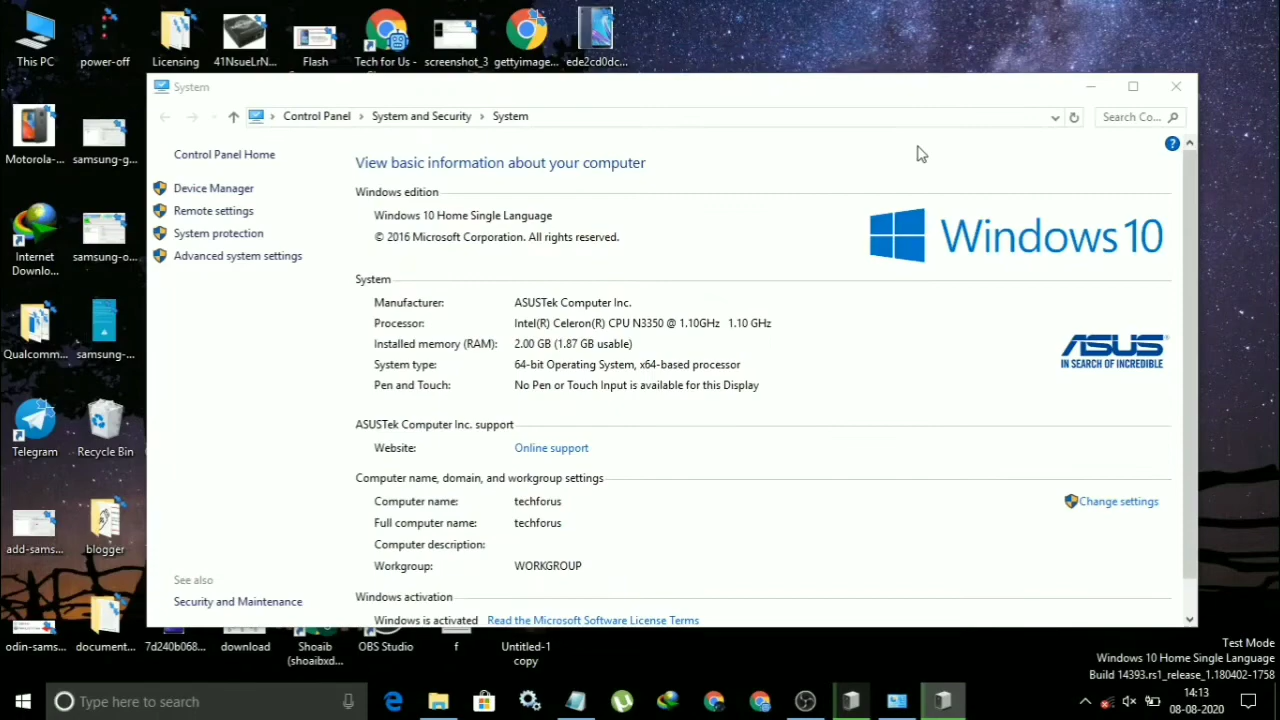 This PC
power-off
Licensing
41NsueLrN...
Flash
Tech for Us -
screenshot_3
gettyimage...
ede2cd0dc...
System
Control Panel > System and Security > System
Search Co...
Motorola-...
samsung-g...
Control Panel Home
Device Manager
Remote settings
System protection
Advanced system settings
View basic information about your computer
Windows edition
Windows 10 Home Single Language
© 2016 Microsoft Corporation. All rights reserved.
Windows 10
System
Manufacturer: ASUSTek Computer Inc.
Processor: Intel(R) Celeron(R) CPU N3350 @ 1.10GHz 1.10 GHz
Installed memory (RAM): 2.00 GB (1.87 GB usable)
System type: 64-bit Operating System, x64-based processor
Pen and Touch: No Pen or Touch Input is available for this Display
ASUS
IN SEARCH OF INCREDIBLE
ASUSTek Computer Inc. support
Website: Online support
Computer name, domain, and workgroup settings
Computer name: techforus
Change settings
Full computer name: techforus
Computer description:
Workgroup: WORKGROUP
Windows activation
Windows is activated Read the Microsoft Software License Terms
See also
Security and Maintenance
Internet
Downlo...
samsung-o...
Qualcomm...
samsung-...
Telegram
Recycle Bin
add-sams...
blogger
odin-sams...
document...
7d240b068...
download
Shoaib
(shoaibxd...
OBS Studio
f
Untitled-1
copy
Test Mode
Windows 10 Home Single Language
Build 14393.rs1_release_1.180402-1758
Type here to search
14:13
08-08-2020